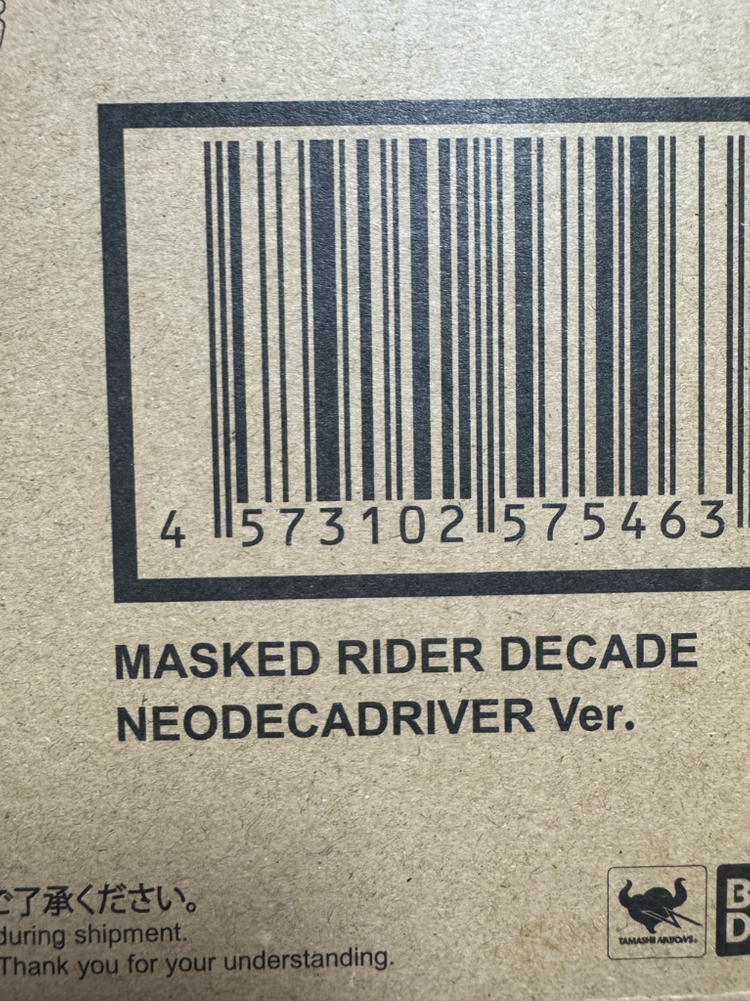 4 573102 575463
MASKED RIDER DECADE
NEODECADRIVER Ver.
ご了承ください。
during shipment.
Thank you for your understanding.
TAMASHII NATIONS
B
D